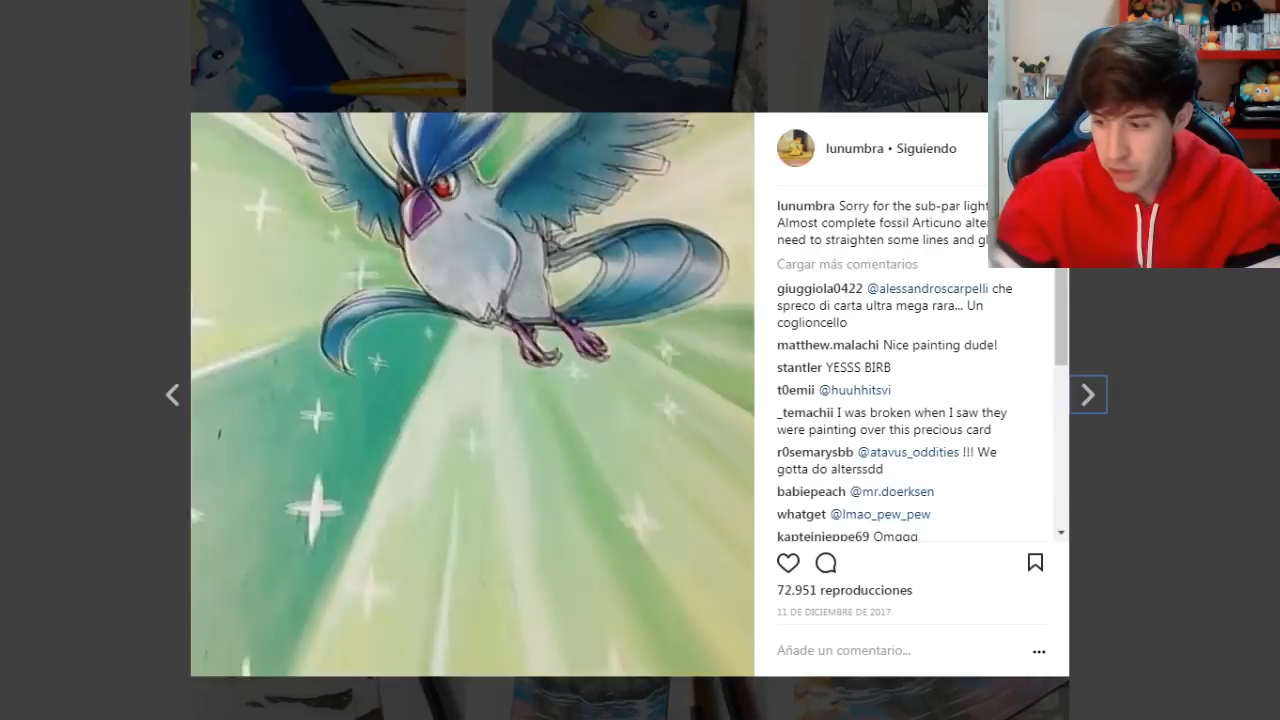 lunumbra • Siguiendo
lunumbra Sorry for the sub-par light
Almost complete fossil Articuno alte
need to straighten some lines and
Cargar más comentarios
giuggiola0422 @alessandroscarpelli che
spreco di carta ultra mega rara... Un
coglioncello
matthew.malachi Nice painting dude!
stantler YESSS BIRB
t0emii @huuhhitsvi
_temachii I was broken when I saw they
were painting over this precious card
r0semarysbb @atavus_oddities !!! We
gotta do alterssdd
babiepeach @mr.doerksen
whatget @lmao_pew_pew
kapteinjeppe69 Omggg
72.951 reproducciones
11 DE DICIEMBRE DE 2017
Añade un comentario...